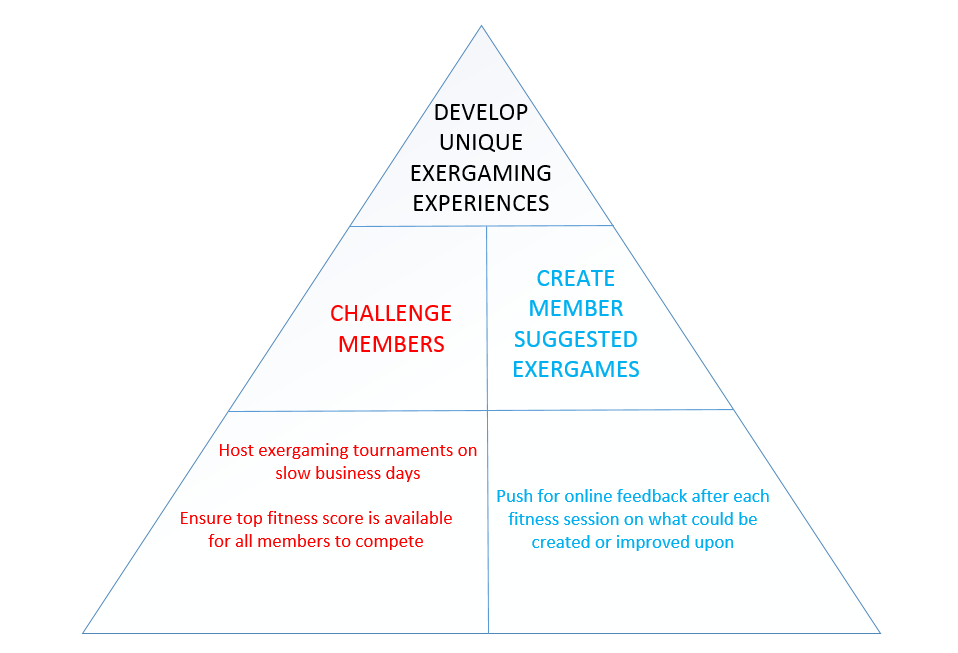 DEVELOP
UNIQUE
EXERGAMING
EXPERIENCES
CHALLENGE
MEMBERS
CREATE
MEMBER
SUGGESTED
EXERGAMES
Host exergaming tournaments on
slow business days
Ensure top fitness score is available
for all members to compete
Push for online feedback after each
fitness session on what could be
created or improved upon